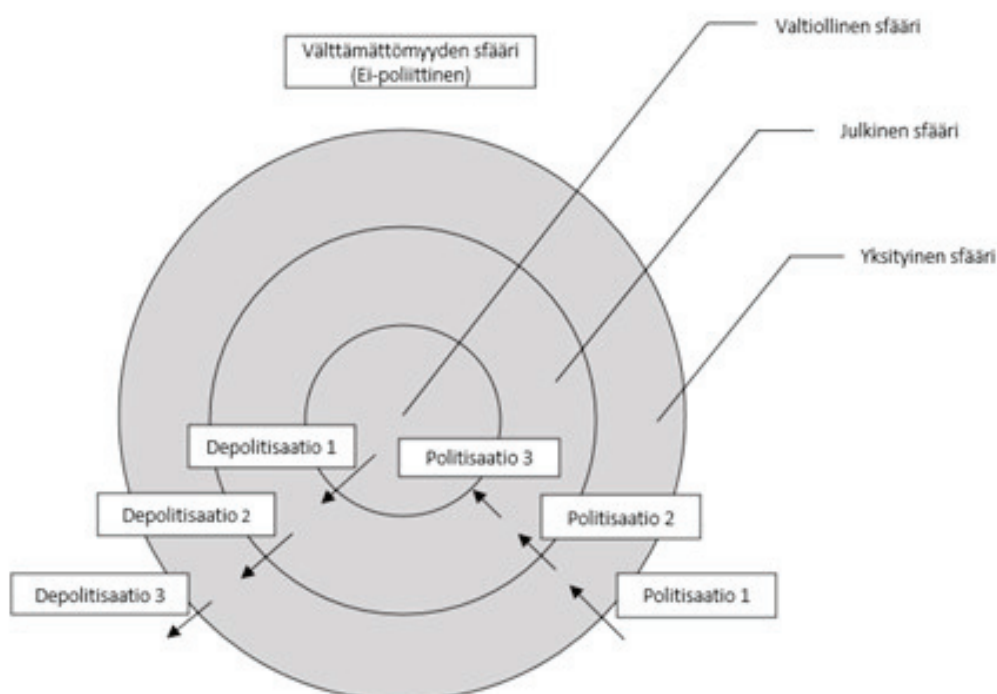 Välttämättömyyden sfääri
(Ei-poliittinen)
Valtiollinen sfääri
Julkinen sfääri
Yksityinen sfääri
Depolitisaatio 1
Politisaatio 3
Depolitisaatio 2
Politisaatio 2
Depolitisaatio 3
Politisaatio 1